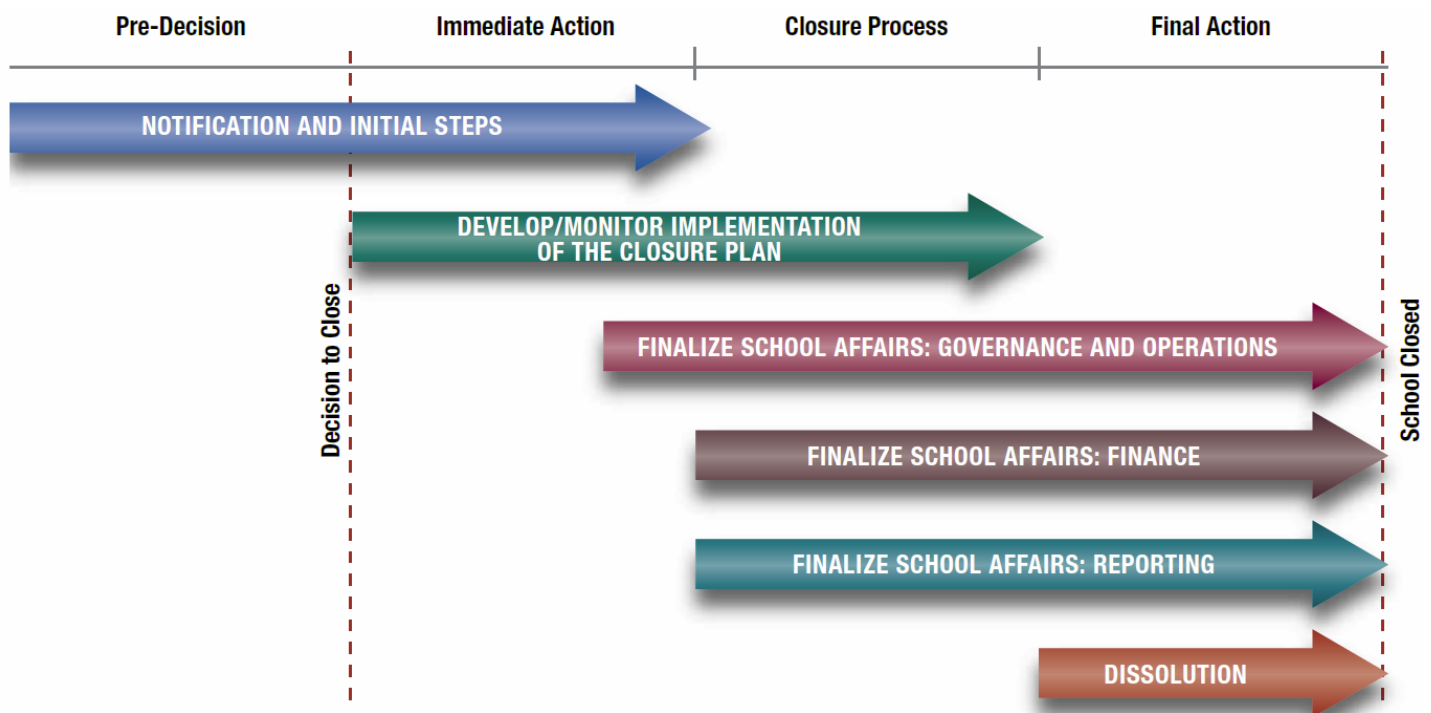 Pre-Decision
Immediate Action
Closure Process
Final Action
NOTIFICATION AND INITIAL STEPS
DEVELOP/MONITOR IMPLEMENTATION
OF THE CLOSURE PLAN
Decision to Close
FINALIZE SCHOOL AFFAIRS: GOVERNANCE AND OPERATIONS
School Closed
FINALIZE SCHOOL AFFAIRS: FINANCE
FINALIZE SCHOOL AFFAIRS: REPORTING
DISSOLUTION